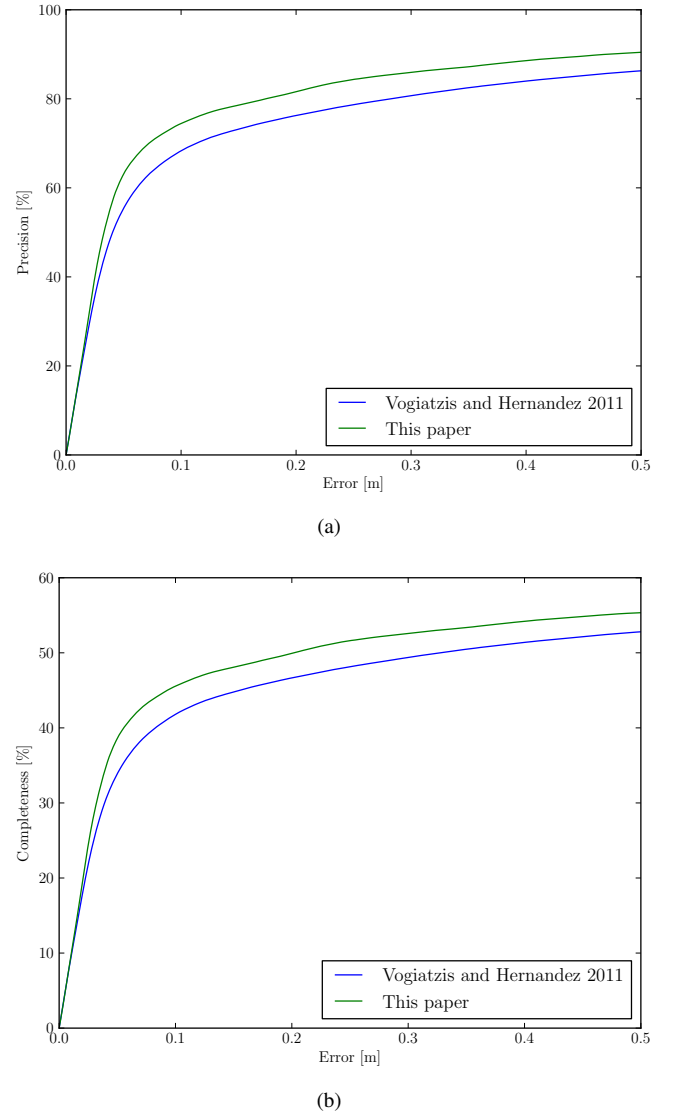 100
80
60
40
20
0
Precision [%]
Vogiatzis and Hernandez 2011
This paper
0.0 0.1 0.2 0.3 0.4 0.5
Error [m]
(a)
60
50
40
30
20
10
0
Completeness [%]
Vogiatzis and Hernandez 2011
This paper
0.0 0.1 0.2 0.3 0.4 0.5
Error [m]
(b)